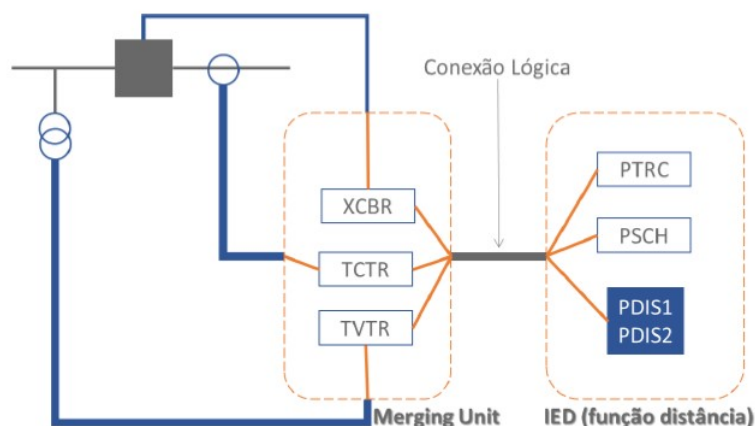 Conexão Lógica
XCBR
TCTR
TVTR
PTRC
PSCH
PDIS1
PDIS2
Merging Unit
IED (função distância)